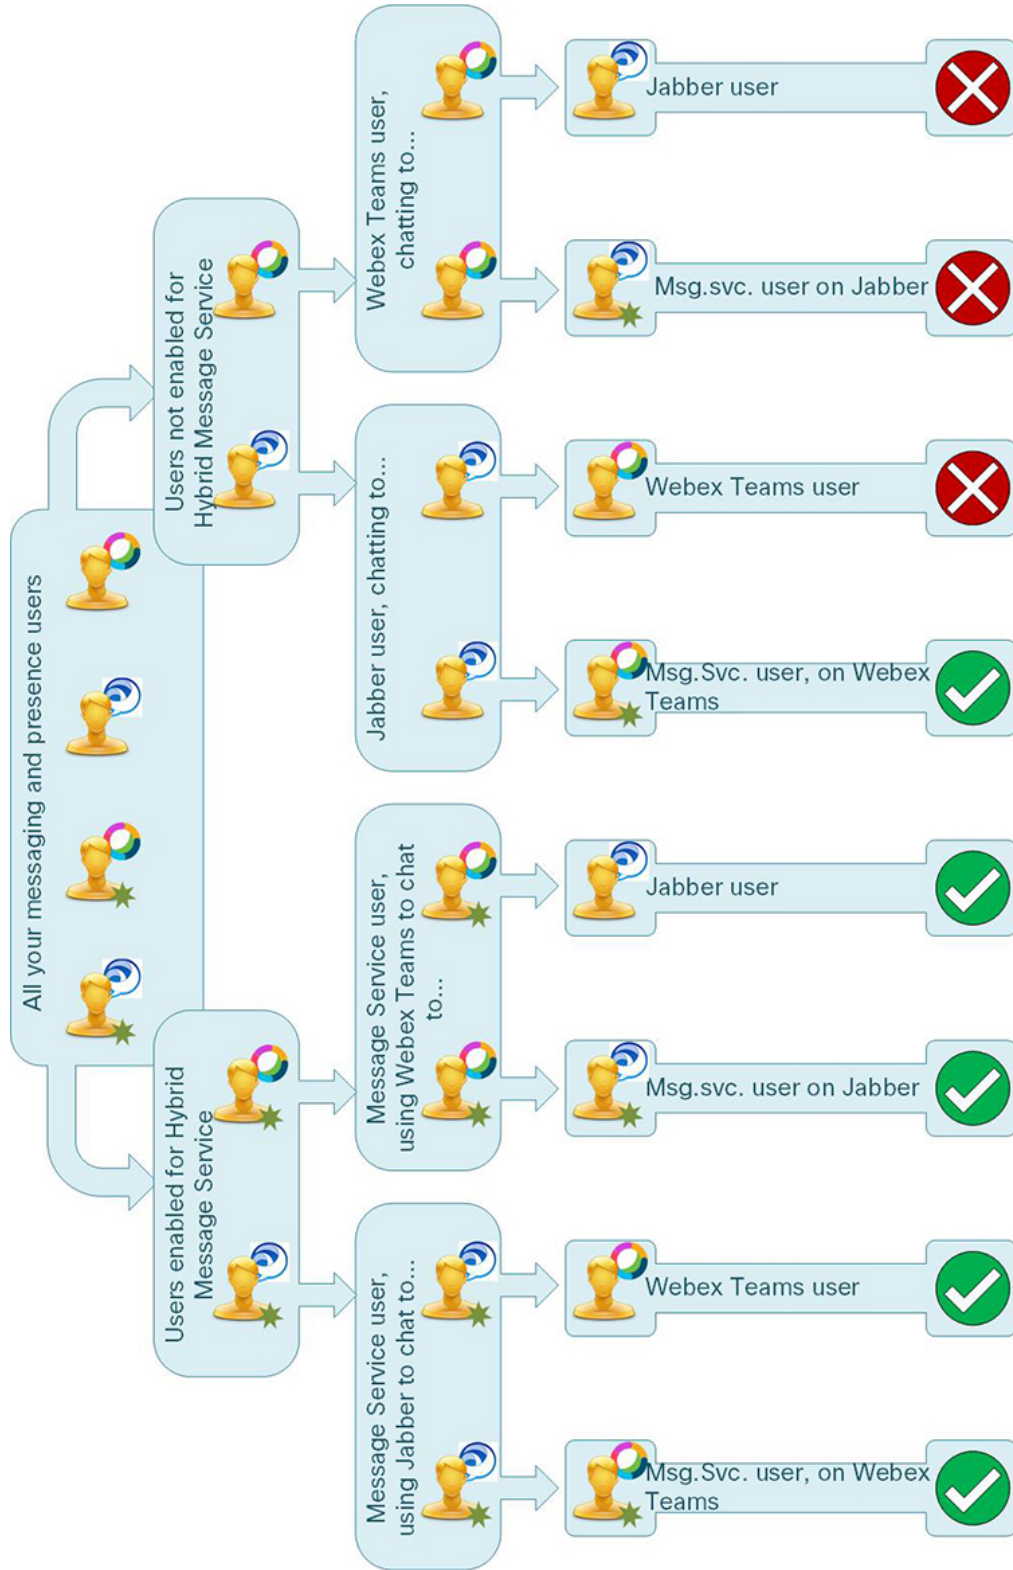 All your messaging and presence users
Users not enabled for
Hybrid Message Service
Users enabled for Hybrid
Message Service
Webex Teams user,
chatting to...
Jabber user, chatting to...
Message Service user,
using Webex Teams to chat
to...
Message Service user,
using Jabber to chat to...
Jabber user
Msg.svc. user on Jabber
Webex Teams user
Msg.Svc. user, on Webex
Teams
Jabber user
Msg.svc. user on Jabber
Webex Teams user
Msg.Svc. user, on Webex
Teams